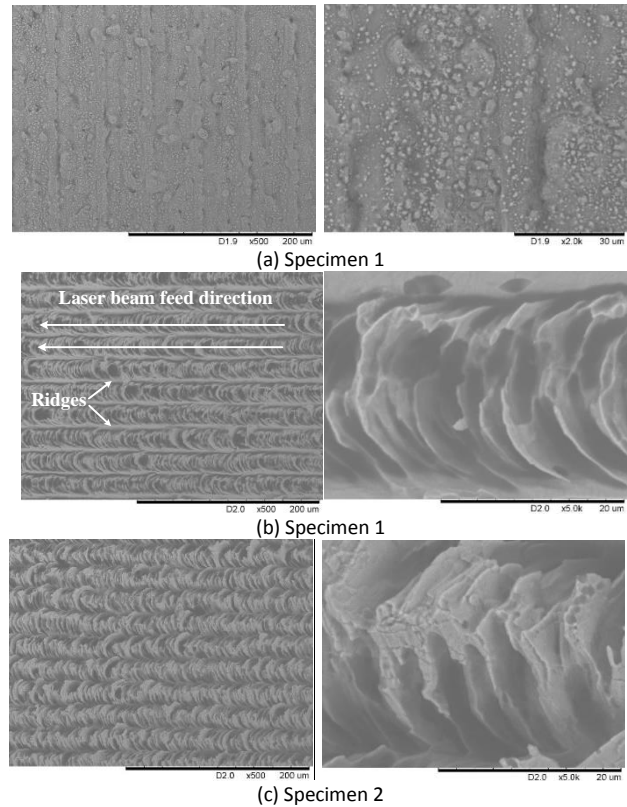 D1.9 x500 200 um
D1.9 x2.0k 30 um
(a) Specimen 1
Laser beam feed direction
Ridges
D2.0 x500 200 um
D2.0 x5.0k 20 um
(b) Specimen 1
D2.0 x500 200 um
D2.0 x5.0k 20 um
(c) Specimen 2